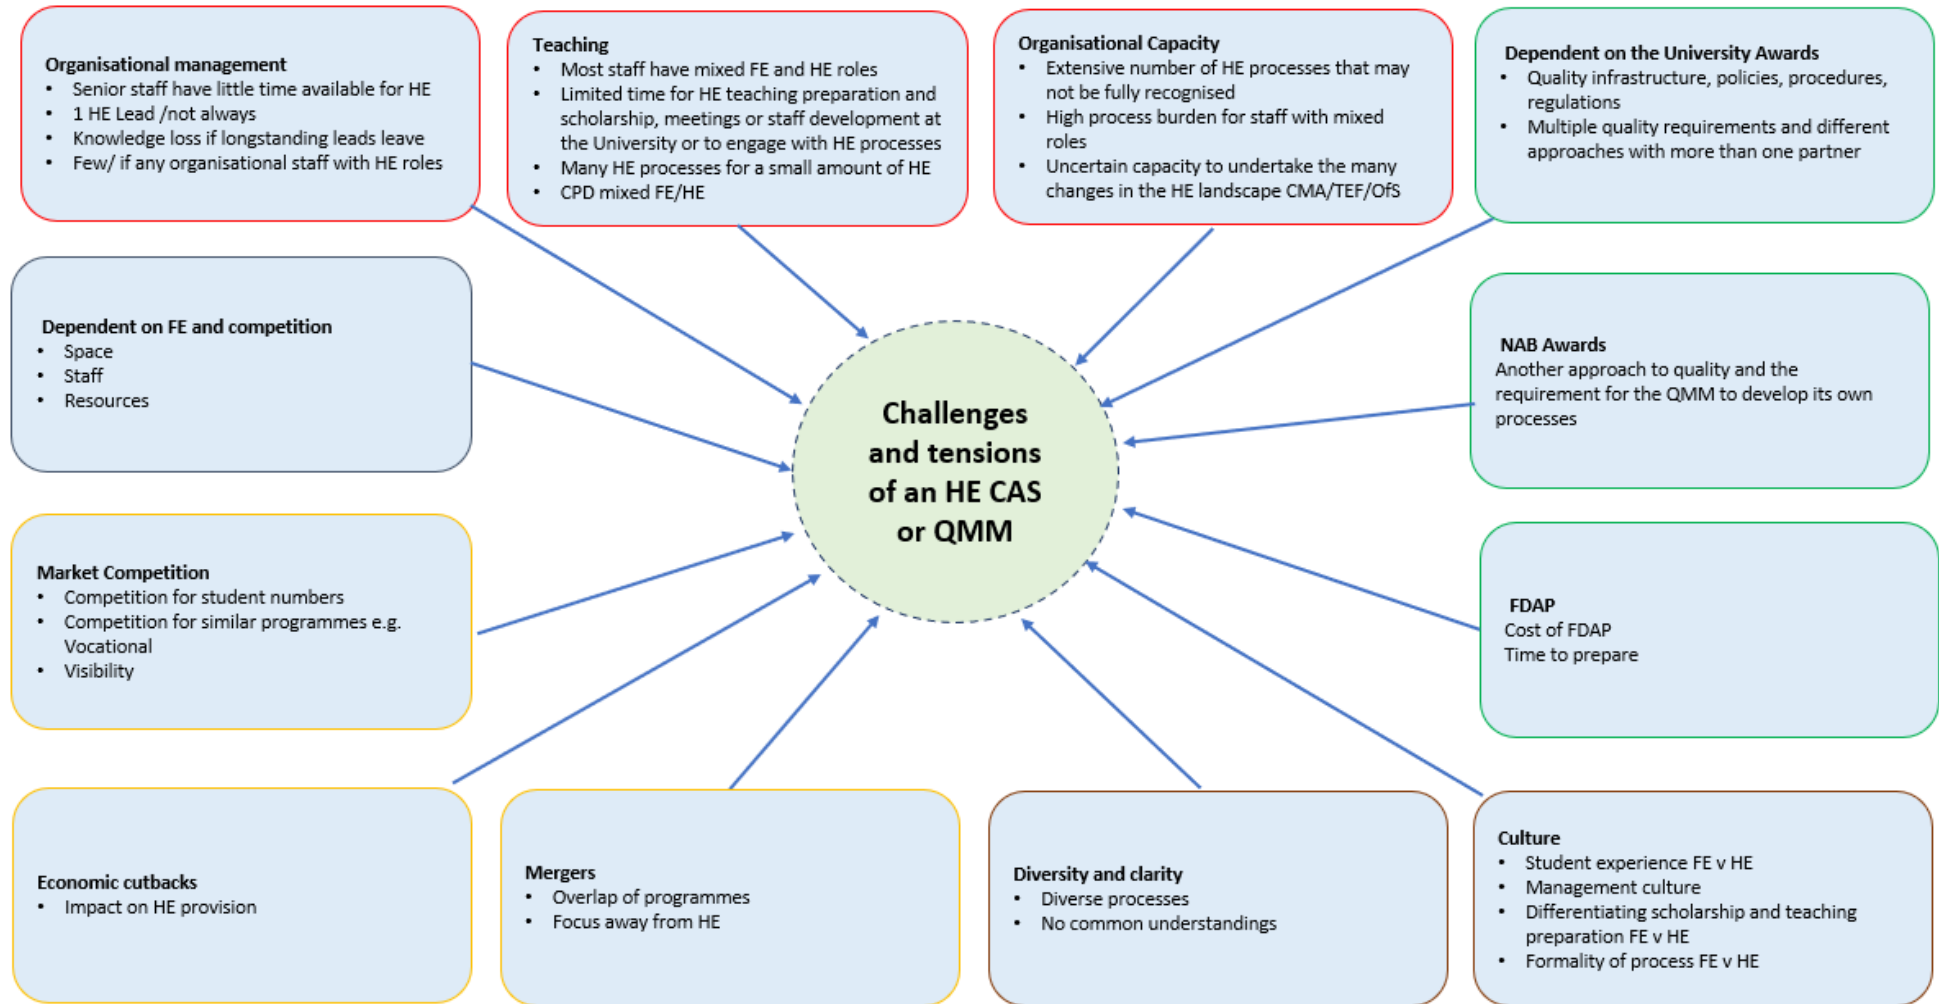 Organisational management
• Senior staff have little time available for HE
• 1 HE Lead /not always
• Knowledge loss if longstanding leads leave
• Few/ if any organisational staff with HE roles
Teaching
• Most staff have mixed FE and HE roles
• Limited time for HE teaching preparation and
scholarship, meetings or staff development at
the University or to engage with HE processes
• Many HE processes for a small amount of HE
• CPD mixed FE/HE
Organisational Capacity
• Extensive number of HE processes that may
not be fully recognised
• High process burden for staff with mixed
roles
• Uncertain capacity to undertake the many
changes in the HE landscape CMA/TEF/OfS
Dependent on the University Awards
• Quality infrastructure, policies, procedures,
regulations
• Multiple quality requirements and different
approaches with more than one partner
Dependent on FE and competition
• Space
• Staff
• Resources
Challenges
and tensions
of an HE CAS
or QMM
NAB Awards
Another approach to quality and the
requirement for the QMM to develop its own
processes
Market Competition
• Competition for student numbers
• Competition for similar programmes e.g.
Vocational
• Visibility
FDAP
Cost of FDAP
Time to prepare
Economic cutbacks
• Impact on HE provision
Mergers
• Overlap of programmes
• Focus away from HE
Diversity and clarity
• Diverse processes
• No common understandings
Culture
• Student experience FE v HE
• Management culture
• Differentiating scholarship and teaching
preparation FE v HE
• Formality of process FE v HE